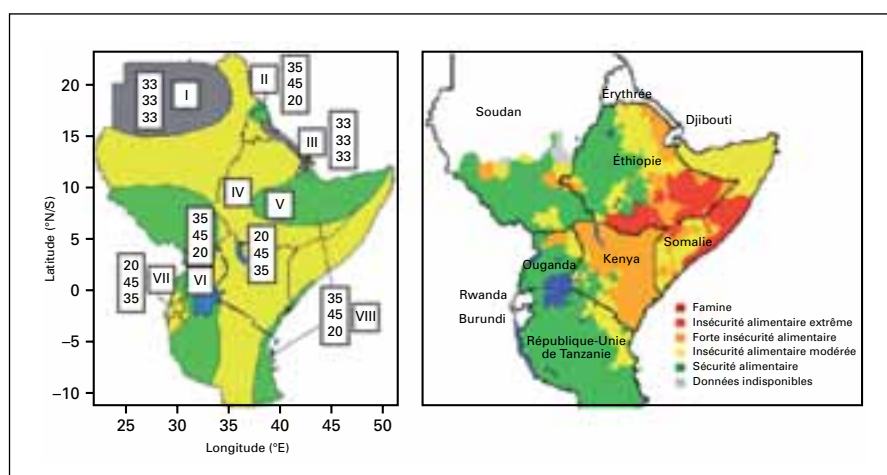 20
15
10
5
0
−5
−10
Latitude (°N/S)
25
30
35
40
45
50
Longitude (°E)
33
33
33
I
II
35
45
20
III
33
33
33
IV
V
35
45
20
VI
20
45
35
20
45
35
VII
35
45
20
VIII
Soudan
Érythrée
Djibouti
Éthiopie
Somalie
Ouganda
Kenya
Rwanda
Burundi
République-Unie
de Tanzanie
Famine
Insécurité alimentaire extrême
Forte insécurité alimentaire
Insécurité alimentaire modérée
Sécurité alimentaire
Données indisponibles